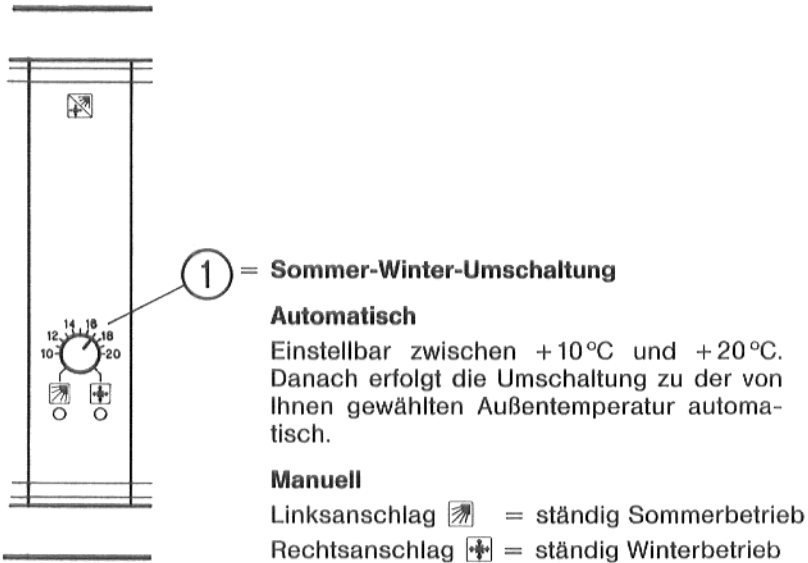 1 = Sommer-Winter-Umschaltung
Automatisch
14 16
12 18
10 20
Einstellbar zwischen +10°C und +20°C.
Danach erfolgt die Umschaltung zu der von
Ihnen gewählten Außentemperatur automa-
tisch.
Manuell
Linksanschlag = ständig Sommerbetrieb
Rechtsanschlag = ständig Winterbetrieb